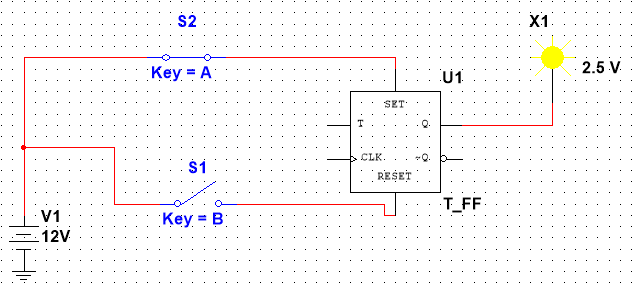 S2
X1
Key = A
2.5 V
U1
SET
T
Q
CLK
~Q
S1
RESET
V1
Key = B
T_FF
12V